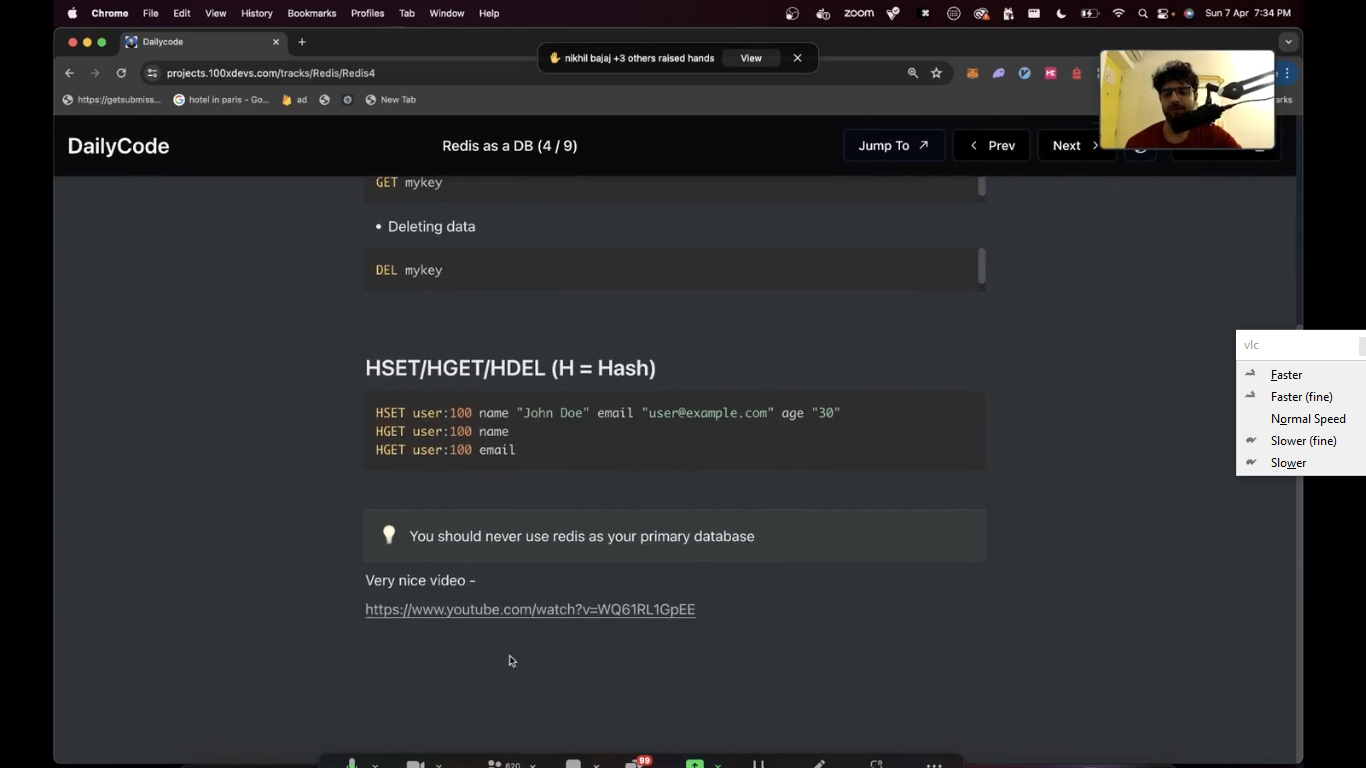 Chrome File Edit View History Bookmarks Profiles Tab Window Help zoom Sun 7 Apr 7:34 PM
Dailycode
nikhil bajaj +3 others raised hands View
projects.100xdevs.com/tracks/Redis/Redis4
https://getsubmiss... hotel in paris - Go... ad New Tab
DailyCode Redis as a DB (4 / 9) Jump To Prev Next
GET mykey
• Deleting data
DEL mykey
HSET/HGET/HDEL (H = Hash)
HSET user:100 name "John Doe" email "user@example.com" age "30"
HGET user:100 name
HGET user:100 email
You should never use redis as your primary database
Very nice video -
https://www.youtube.com/watch?v=WQ61RL1GpEE
vlc
Faster
Faster (fine)
Normal Speed
Slower (fine)
Slower
620 99